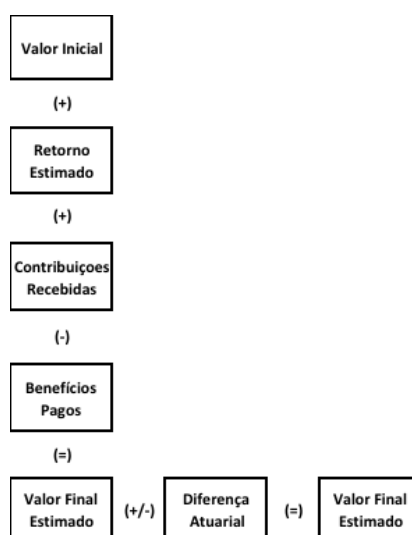 Valor Inicial
(+)
Retorno
Estimado
(+)
Contribuiçoes
Recebidas
(-)
Benefícios
Pagos
(=)
Valor Final
Estimado
(+/-)
Diferença
Atuarial
(=)
Valor Final
Estimado